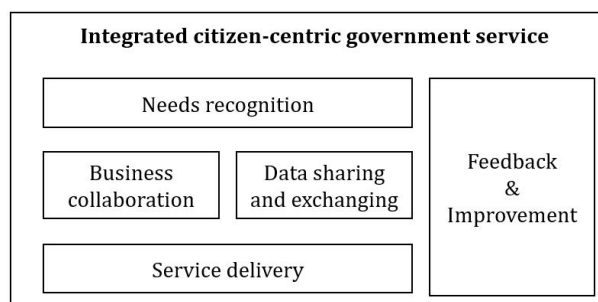 Integrated citizen-centric government service
Needs recognition
Business
collaboration
Data sharing
and exchanging
Service delivery
Feedback
&
Improvement